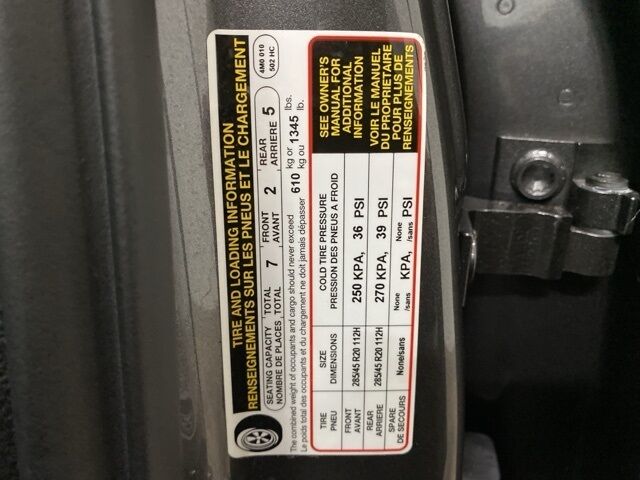 TIRE AND LOADING INFORMATION
RENSEIGNEMENTS SUR LES PNEUS ET LE CHARGEMENT
4M0 010
502 HC
SEATING CAPACITY TOTAL 7 FRONT 2 REAR 5
NOMBRE DE PLACES TOTAL AVANT ARRIERE
The combined weight of occupants and cargo should never exceed 610 kg or 1345 lbs.
Le poids total des occupants et du chargement ne doit jamais dépasser kg ou lb.
TIRE SIZE COLD TIRE PRESSURE
PNEU DIMENSIONS PRESSION DES PNEUS A FROID
FRONT 285/45 R20 112H 250 KPA, 36 PSI
AVANT
REAR 285/45 R20 112H 270 KPA, 39 PSI
ARRIERE
SPARE None/sans None KPA, None PSI
DE SECOURS /sans /sans
SEE OWNER'S
MANUAL FOR
ADDITIONAL
INFORMATION
VOIR LE MANUEL
DU PROPRIETAIRE
POUR PLUS DE
RENSEIGNEMENTS